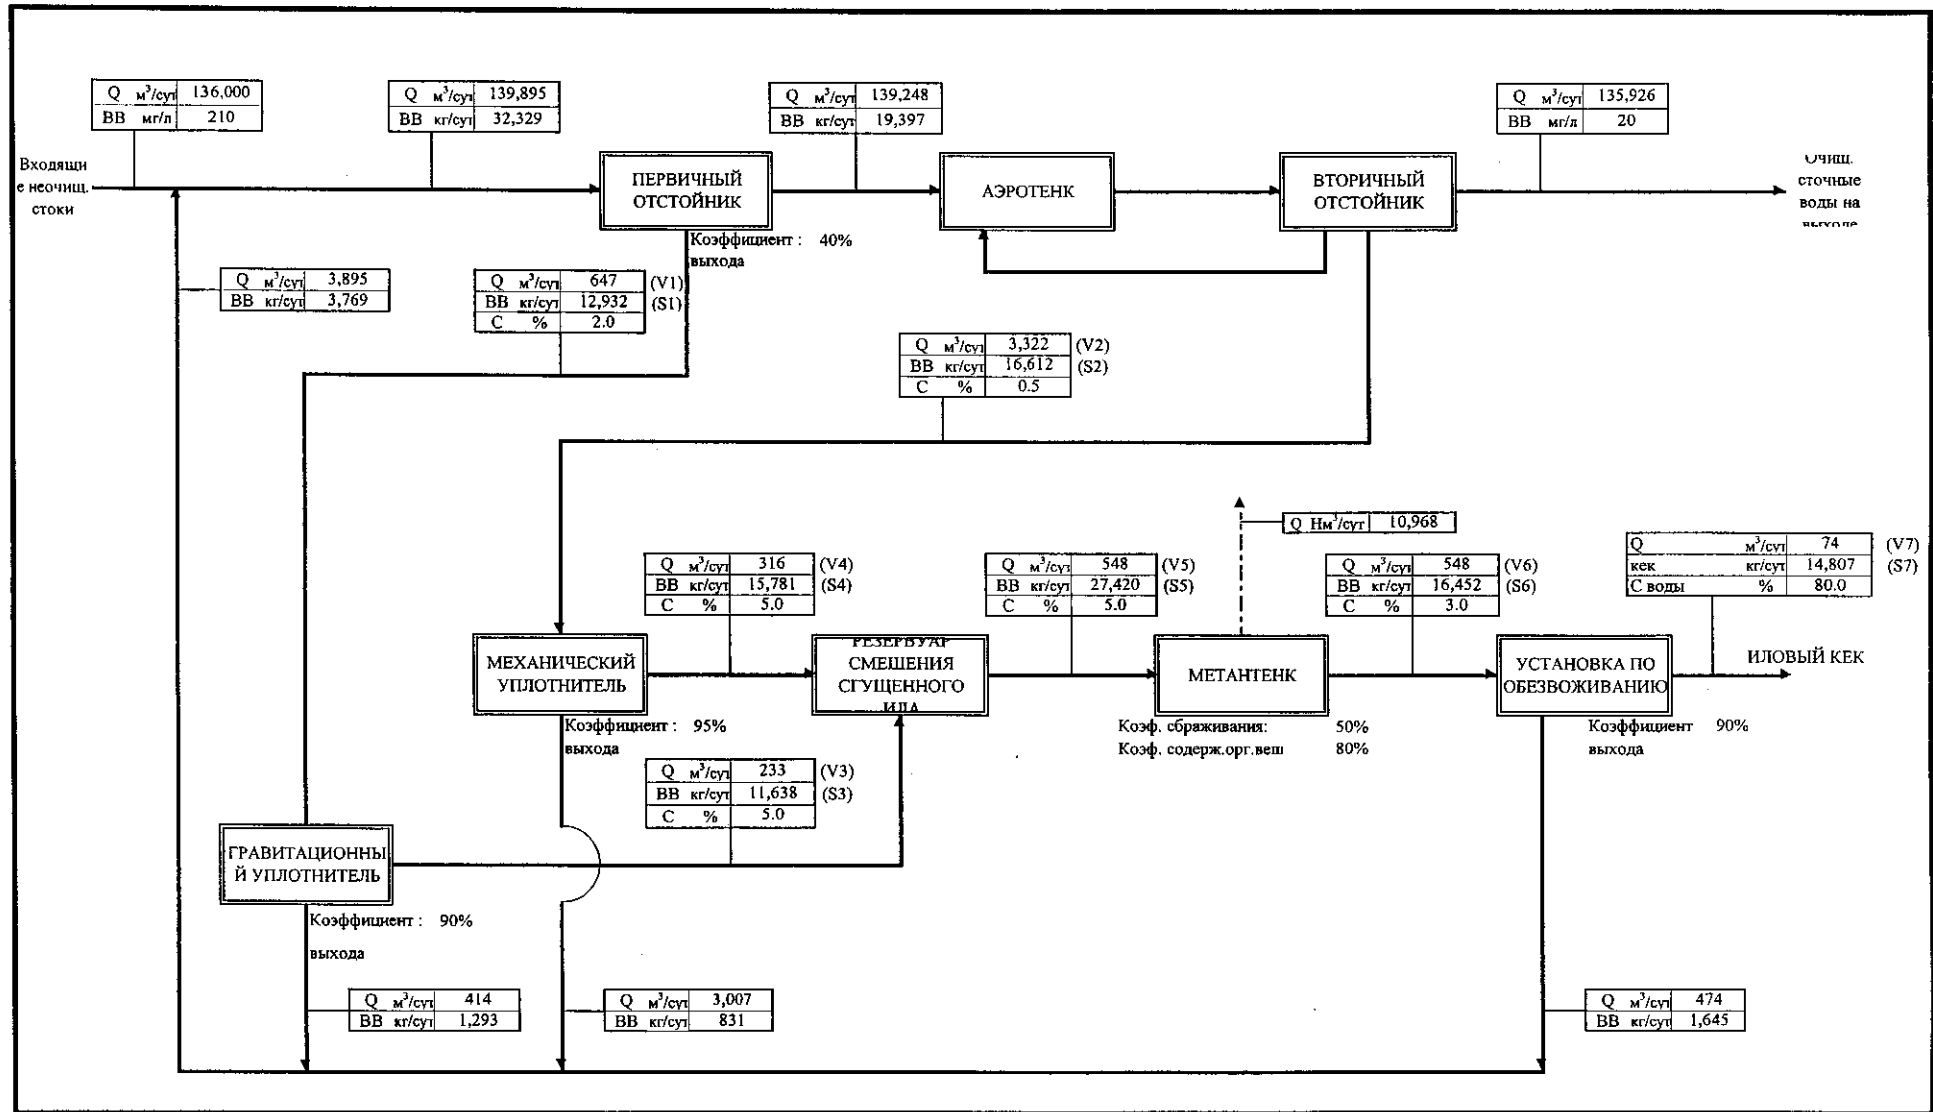 Q м³/сут 136,000
ВВ мг/л 210
Q м³/сут 139,895
ВВ кг/сут 32,329
Q м³/сут 139,248
ВВ кг/сут 19,397
Q м³/сут 135,926
ВВ мг/л 20
Входящи
е неочищ.
стоки
ПЕРВИЧНЫЙ
ОТСТОЙНИК
АЭРОТЕНК
ВТОРИЧНЫЙ
ОТСТОЙНИК
Очищ.
сточные
воды на
выходе
Коэффициент : 40%
выхода
Q м³/сут 3,895
ВВ кг/сут 3,769
Q м³/сут 647 (V1)
ВВ кг/сут 12,932 (S1)
С % 2.0
Q м³/сут 3,322 (V2)
ВВ кг/сут 16,612 (S2)
С % 0.5
Q Нм³/сут 10,968
Q м³/сут 316 (V4)
ВВ кг/сут 15,781 (S4)
С % 5.0
Q м³/сут 548 (V5)
ВВ кг/сут 27,420 (S5)
С % 5.0
Q м³/сут 548 (V6)
ВВ кг/сут 16,452 (S6)
С % 3.0
Q м³/сут 74 (V7)
кек кг/сут 14,807 (S7)
С воды % 80.0
МЕХАНИЧЕСКИЙ
УПЛОТНИТЕЛЬ
РЕЗЕРВУАР
СМЕШЕНИЯ
СГУЩЕННОГО
ИЛА
МЕТАНТЕНК
УСТАНОВКА ПО
ОБЕЗВОЖИВАНИЮ
ИЛОВЫЙ КЕК
Коэффициент : 95%
выхода
Коэф. сбраживания: 50%
Коэф. содерж.орг.вещ 80%
Коэффициент 90%
выхода
Q м³/сут 233 (V3)
ВВ кг/сут 11,638 (S3)
С % 5.0
ГРАВИТАЦИОННЫ
Й УПЛОТНИТЕЛЬ
Коэффициент : 90%
выхода
Q м³/сут 414
ВВ кг/сут 1,293
Q м³/сут 3,007
ВВ кг/сут 831
Q м³/сут 474
ВВ кг/сут 1,645